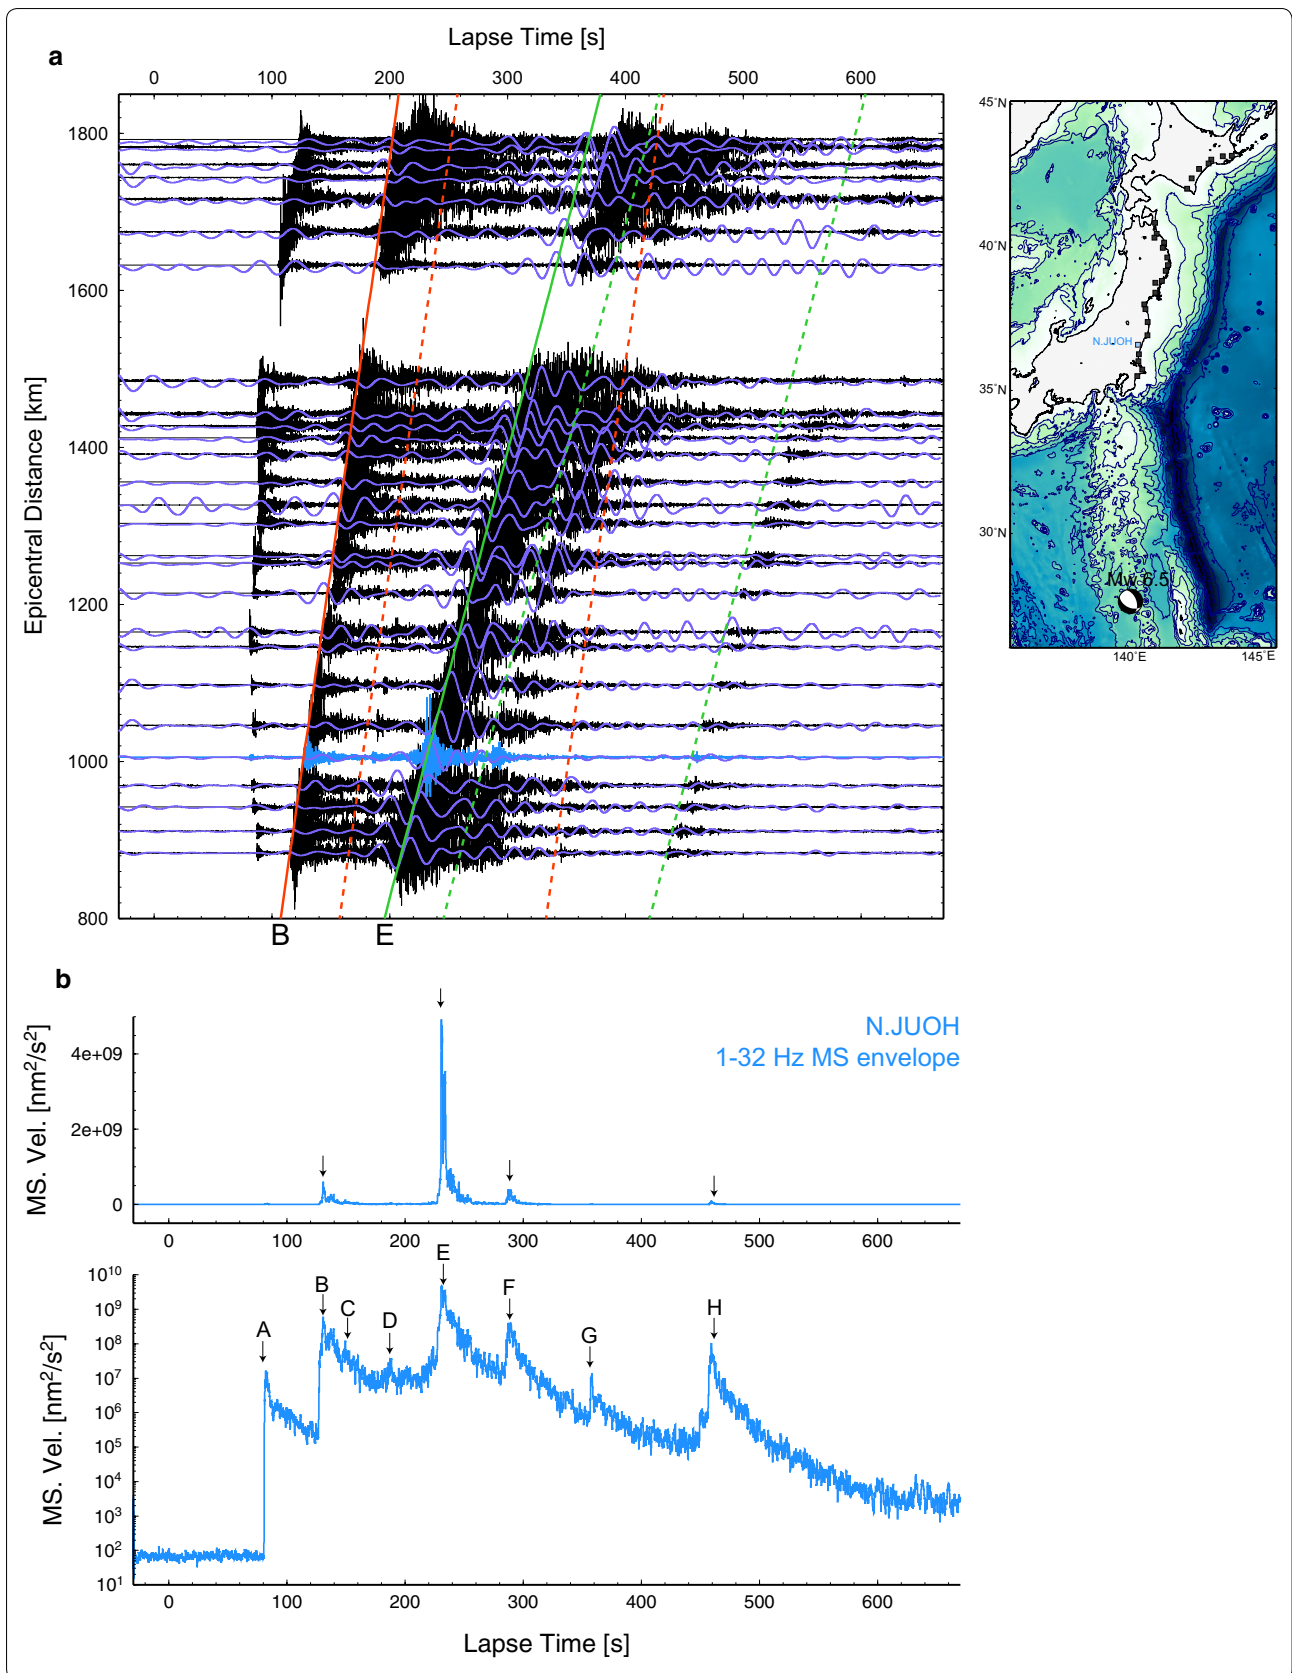 a
Lapse Time [s]
0 100 200 300 400 500 600
Epicentral Distance [km]
1800
1600
1400
1200
1000
800
B E
45˚N
40˚N
35˚N
30˚N
N.JUOH
Mw 6.5
140˚E 145˚E
b
MS. Vel. [nm²/s²]
4e+09
2e+09
0
N.JUOH
1-32 Hz MS envelope
0 100 200 300 400 500 600
MS. Vel. [nm²/s²]
10¹⁰
10⁹
10⁸
10⁷
10⁶
10⁵
10⁴
10³
10²
10¹
A B C D E F G H
0 100 200 300 400 500 600
Lapse Time [s]